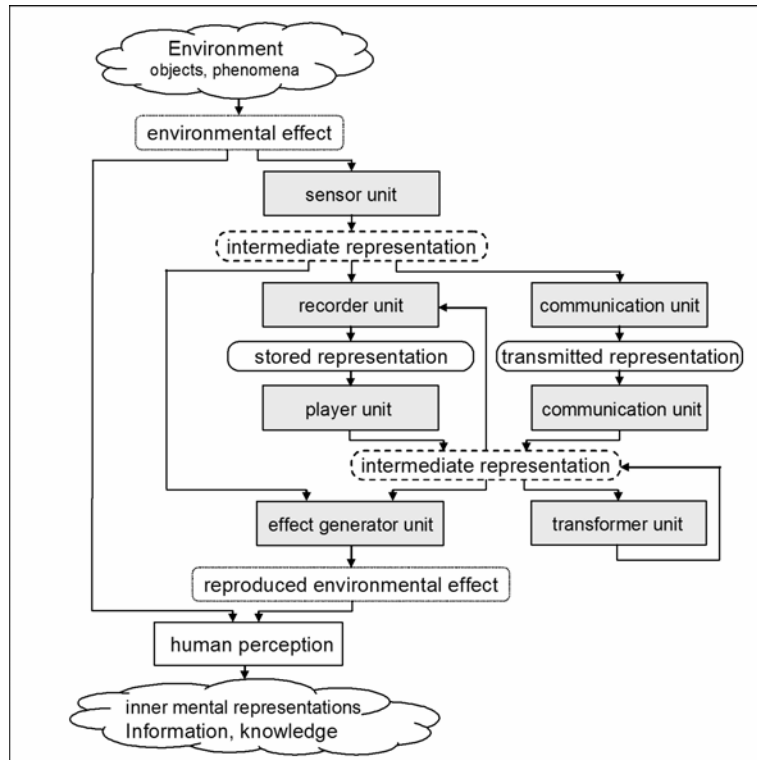 Environment
objects, phenomena
environmental effect
sensor unit
intermediate representation
recorder unit
communication unit
stored representation
transmitted representation
player unit
communication unit
intermediate representation
effect generator unit
transformer unit
reproduced environmental effect
human perception
inner mental representations
Information, knowledge